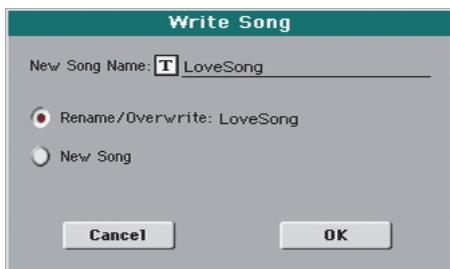 Write Song
New Song Name: T LoveSong
Rename/Overwrite: LoveSong
New Song
Cancel OK